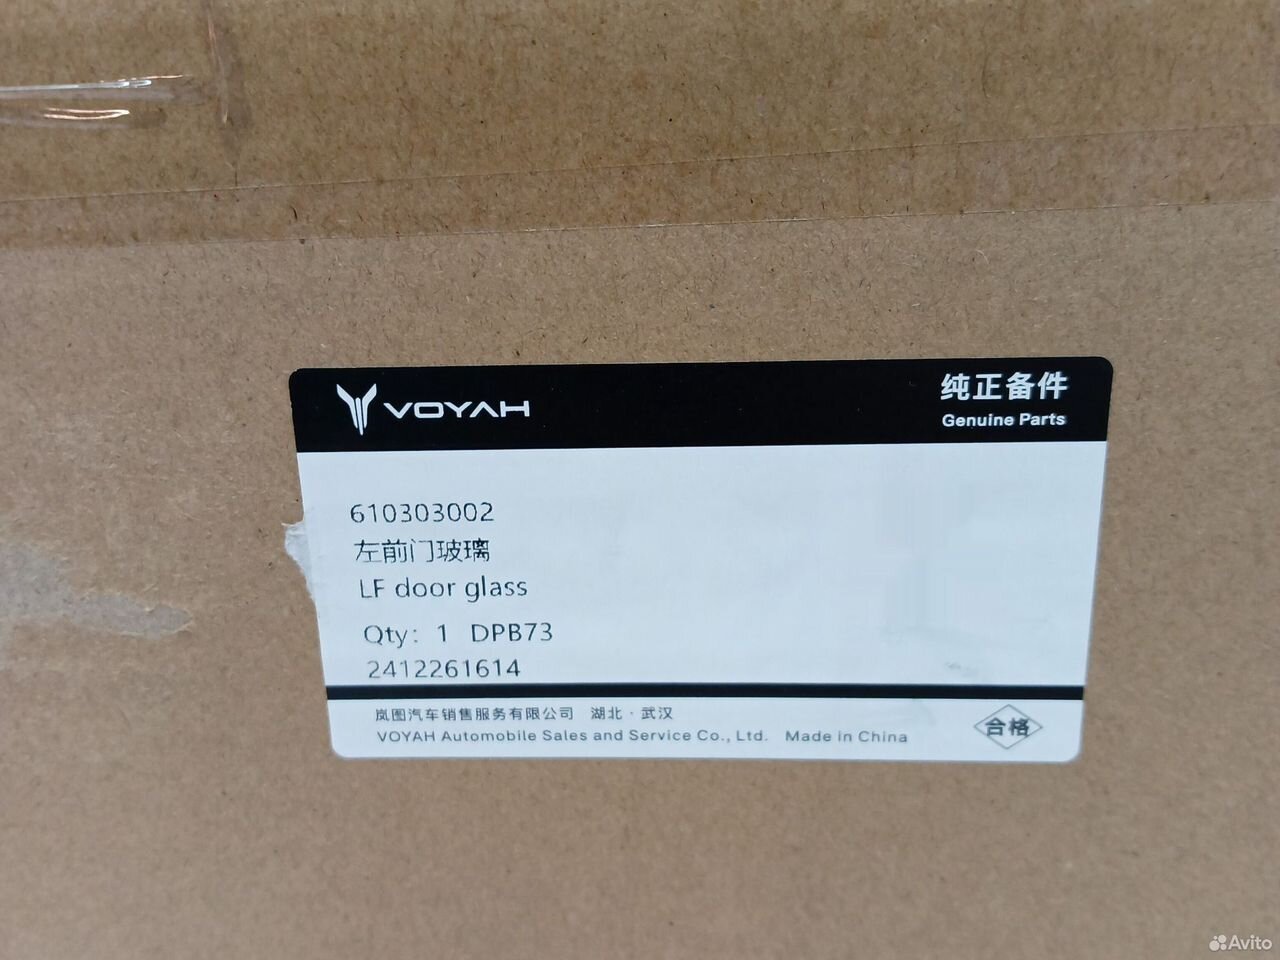 VOYAH
纯正备件
Genuine Parts
610303002
左前门玻璃
LF door glass
Qty: 1 DPB73
2412261614
岚图汽车销售服务有限公司 湖北·武汉
VOYAH Automobile Sales and Service Co., Ltd. Made in China
合格
Avito